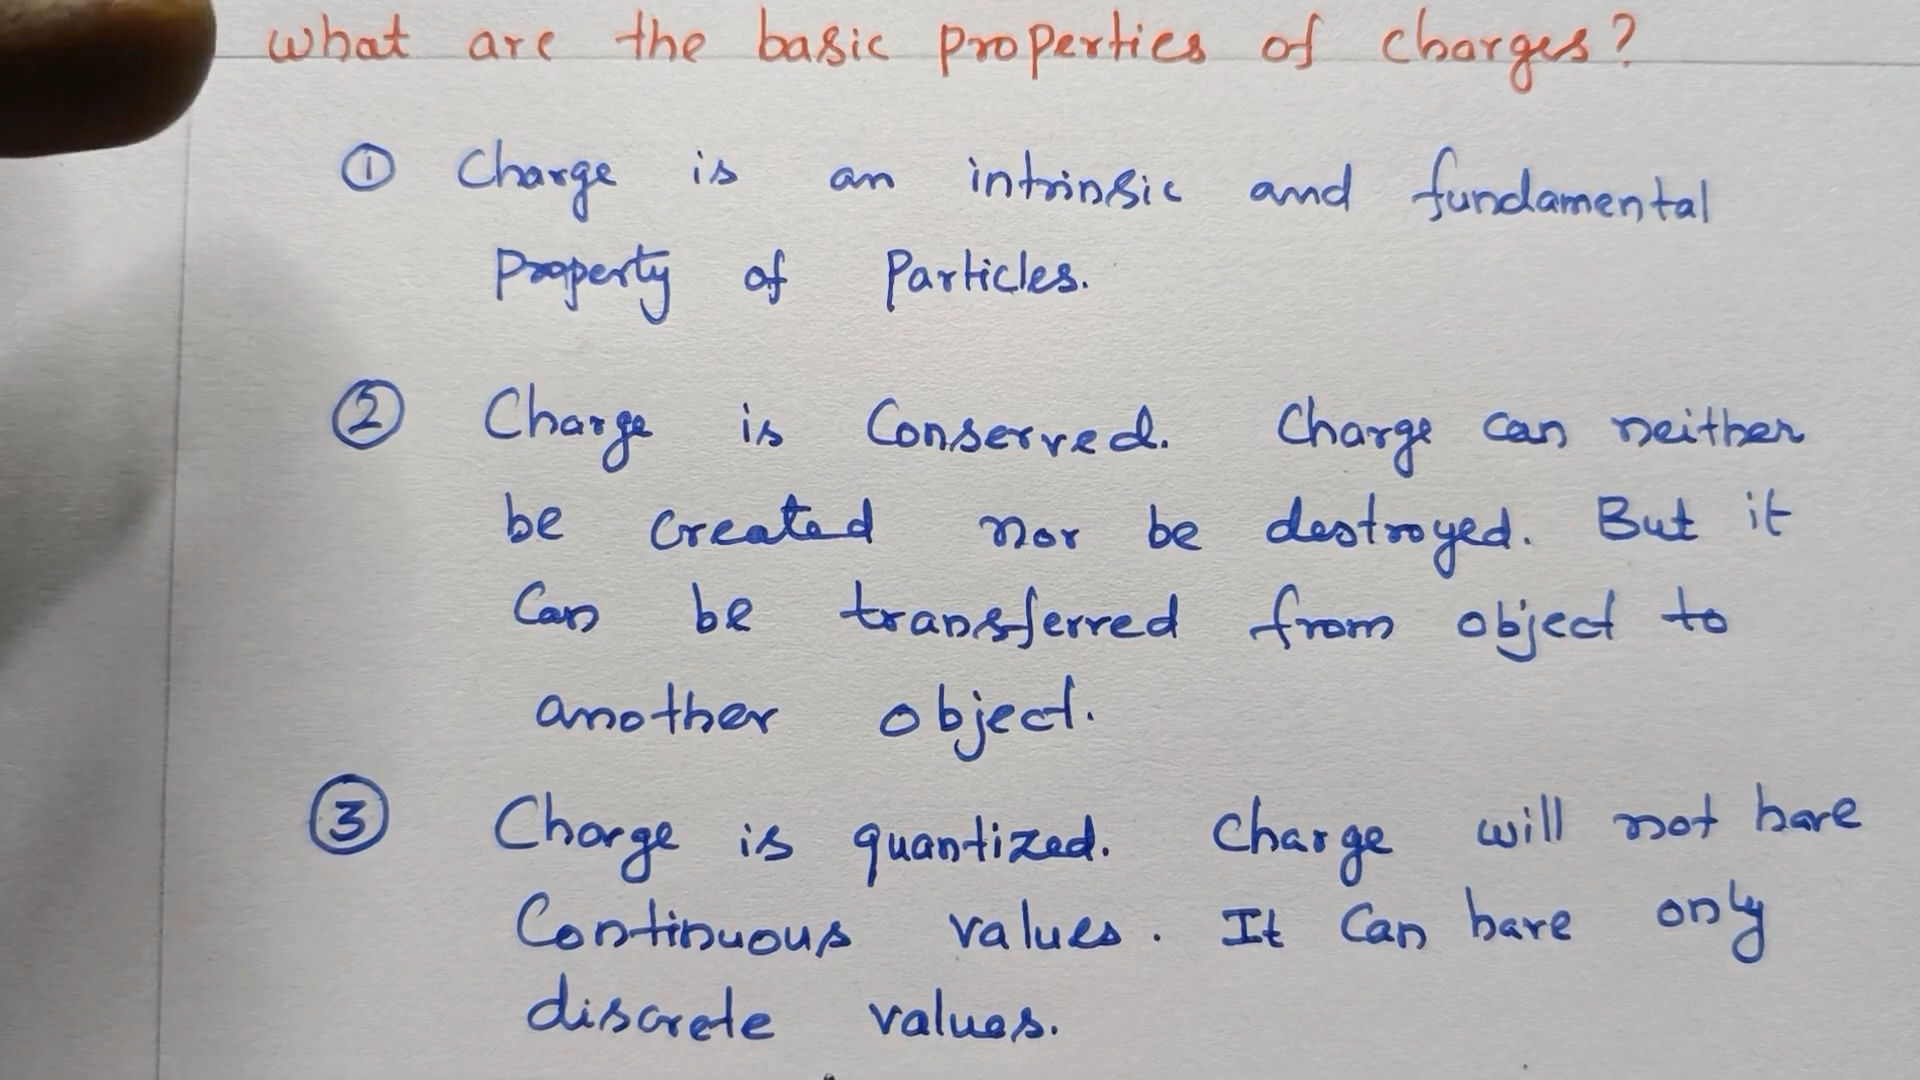 What are the basic properties of charges?
① Charge is an intrinsic and fundamental
Property of Particles.
② Charge is Conserved. Charge can neither
be created nor be destroyed. But it
Can be transferred from object to
another object.
③ Charge is quantized. Charge will not have
Continuous values. It Can have only
discrete values.